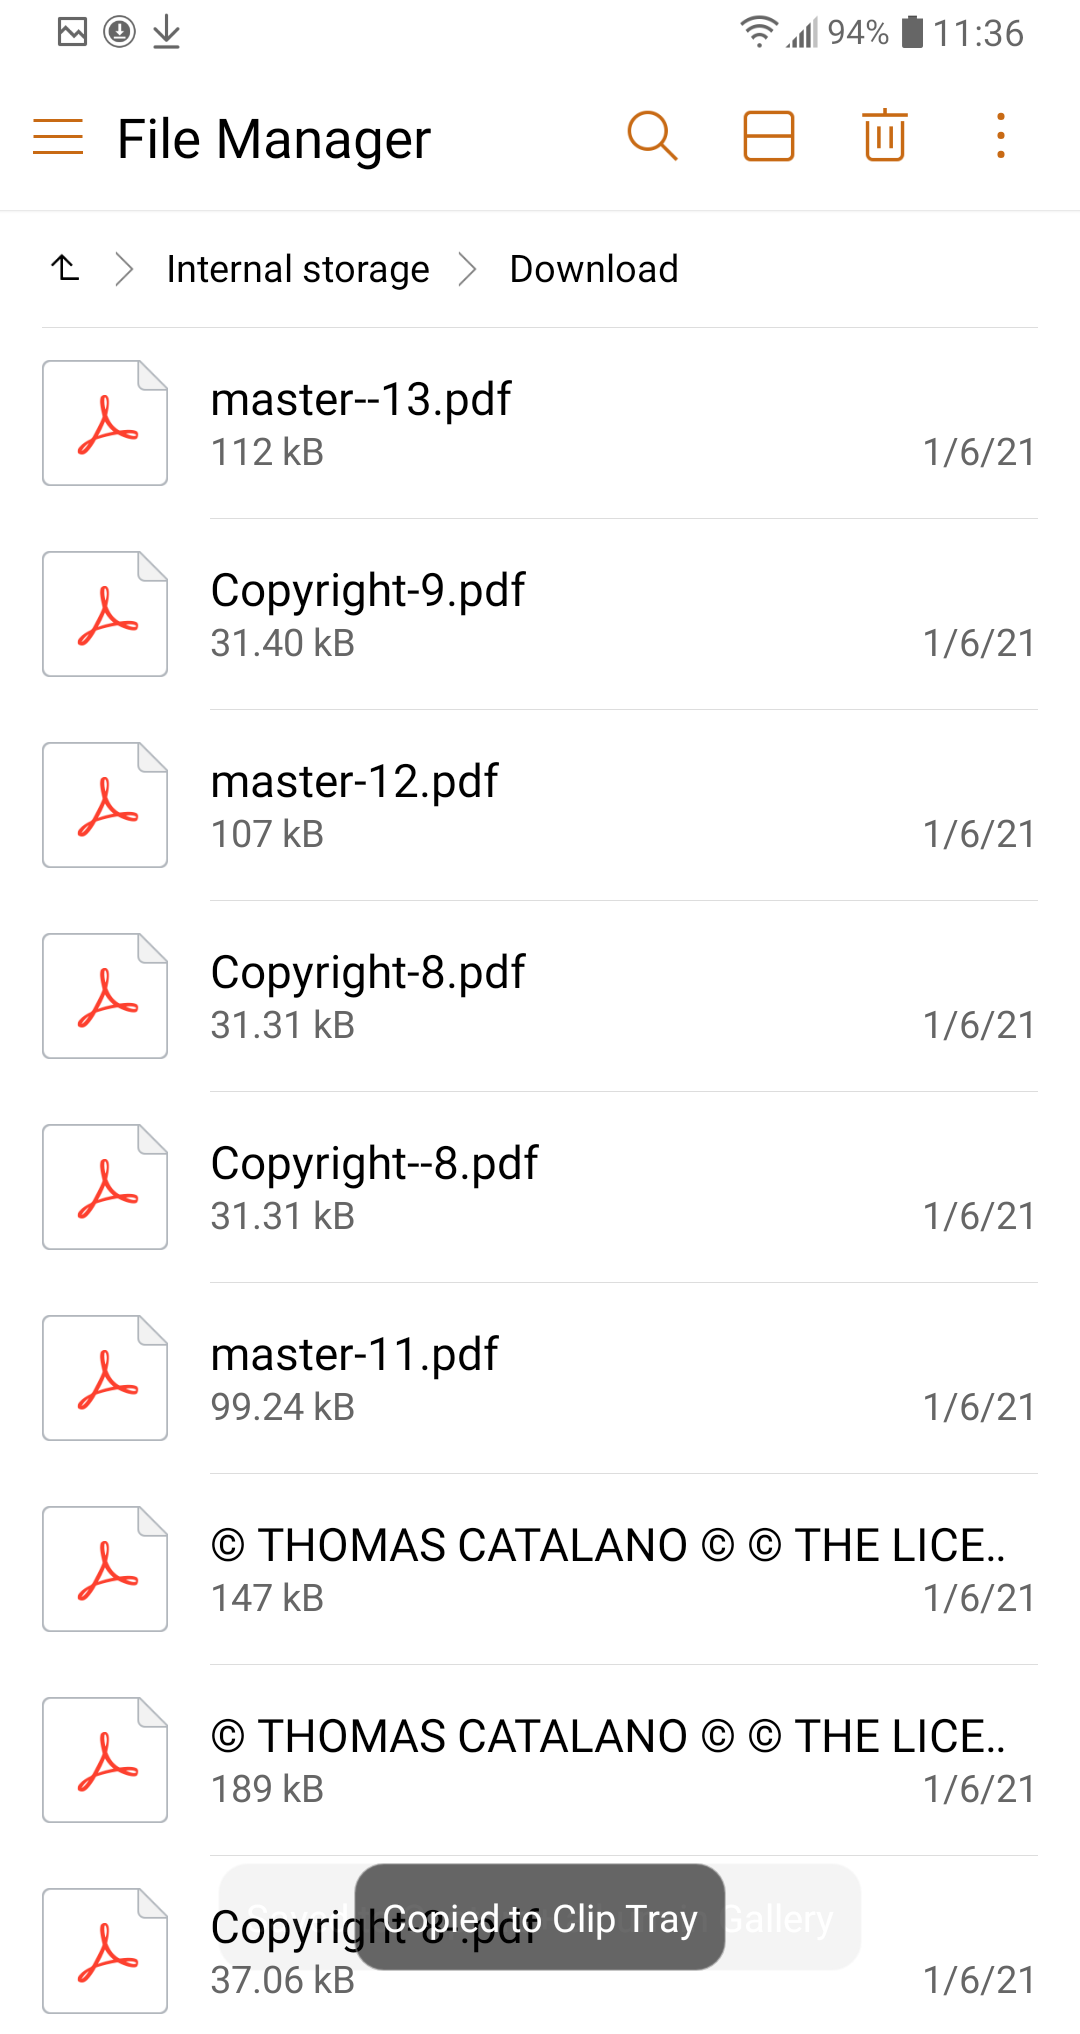 94% 11:36
File Manager
Internal storage Download
master--13.pdf
112 kB 1/6/21
Copyright-9.pdf
31.40 kB 1/6/21
master-12.pdf
107 kB 1/6/21
Copyright-8.pdf
31.31 kB 1/6/21
Copyright--8.pdf
31.31 kB 1/6/21
master-11.pdf
99.24 kB 1/6/21
© THOMAS CATALANO © © THE LICE..
147 kB 1/6/21
© THOMAS CATALANO © © THE LICE..
189 kB 1/6/21
Copyright-8-.pdf
Copied to Clip Tray
Gallery
37.06 kB 1/6/21